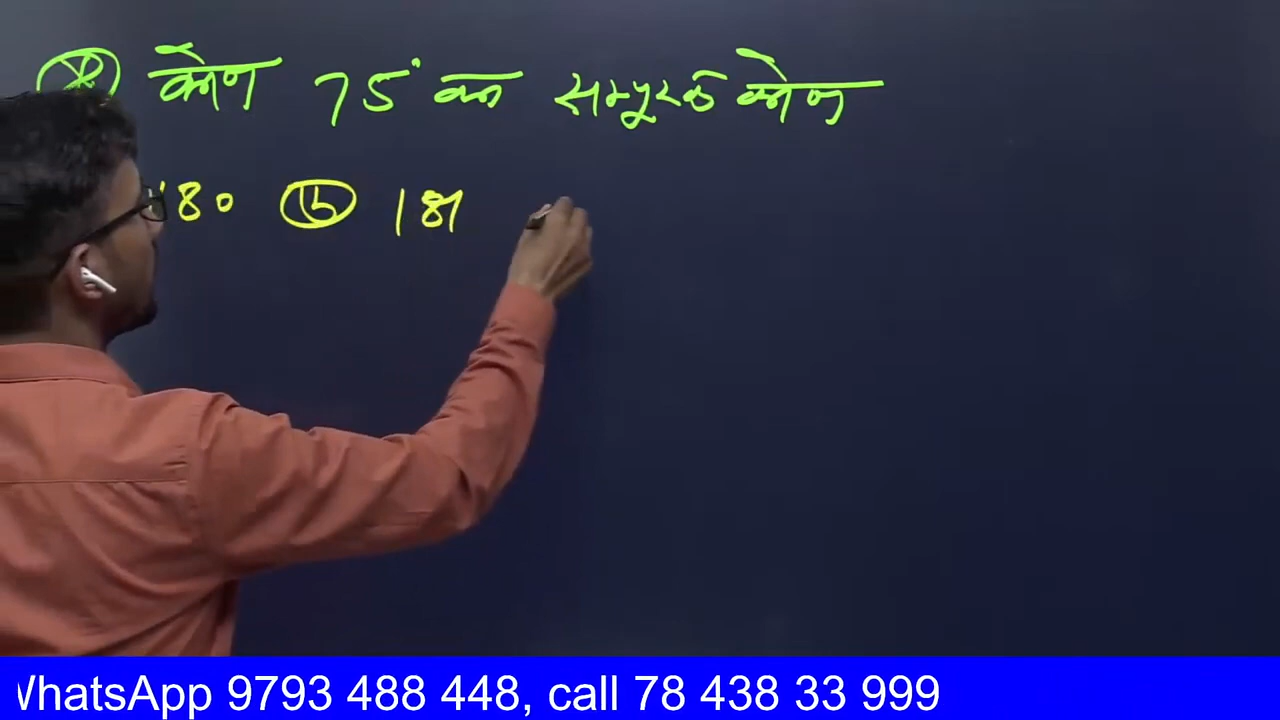 कोण 75° का सम्पूरक कोण
180 (b) 181
WhatsApp 9793 488 448, call 78 438 33 999